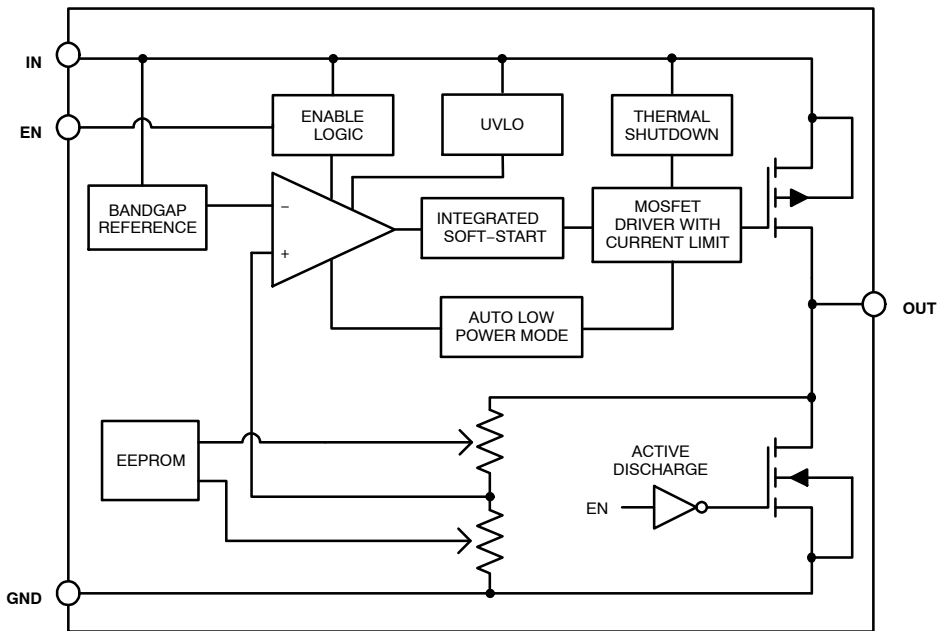 IN
EN
ENABLE
LOGIC
UVLO
THERMAL
SHUTDOWN
BANDGAP
REFERENCE
−
+
INTEGRATED
SOFT−START
MOSFET
DRIVER WITH
CURRENT LIMIT
AUTO LOW
POWER MODE
OUT
EEPROM
ACTIVE
DISCHARGE
EN
GND